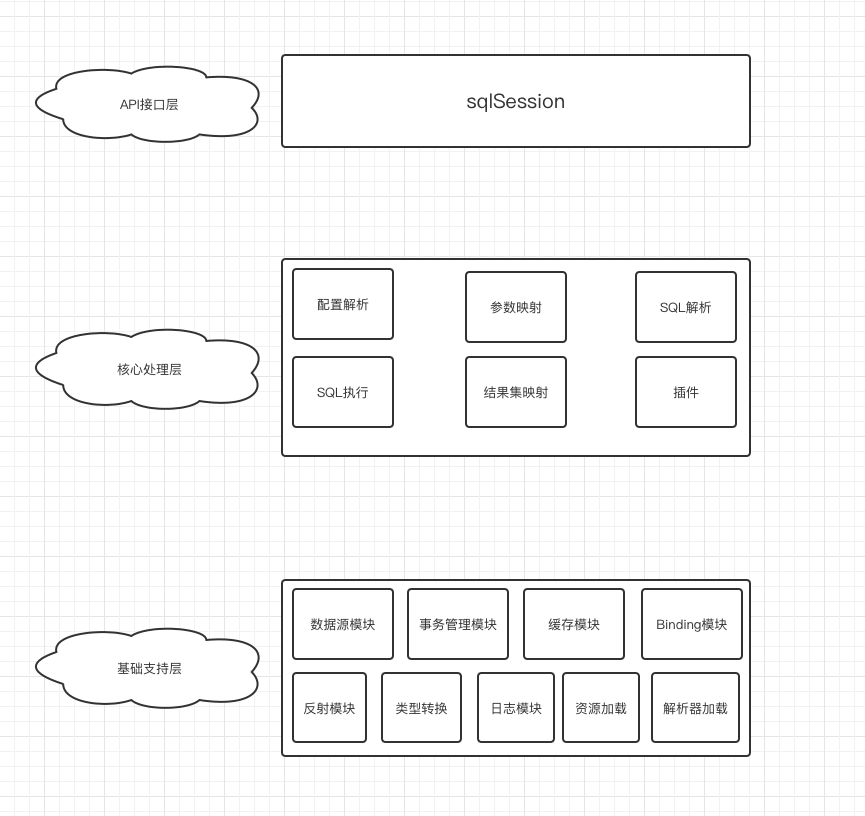 API接口层
sqlSession
配置解析
参数映射
SQL解析
核心处理层
SQL执行
结果集映射
插件
数据源模块
事务管理模块
缓存模块
Binding模块
基础支持层
反射模块
类型转换
日志模块
资源加载
解析器加载